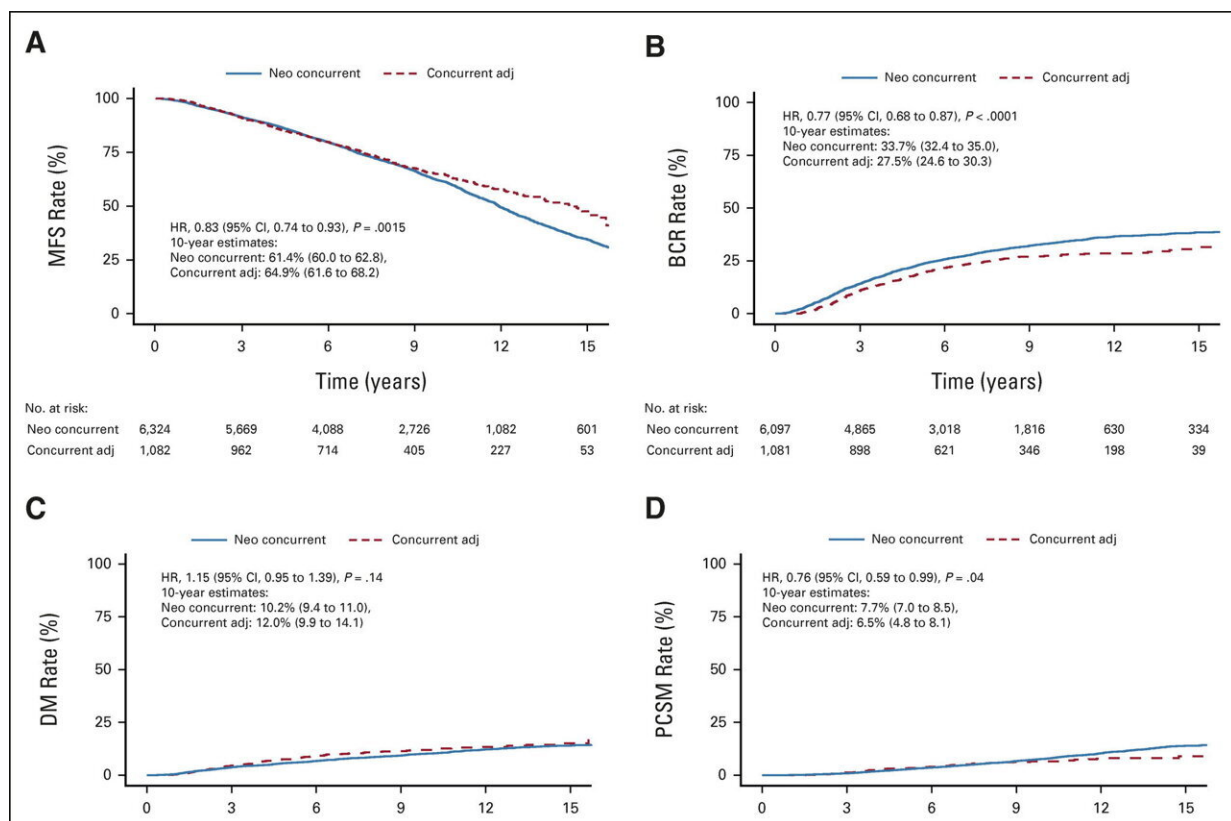 A
Neo concurrent Concurrent adj
100
75
50
25
0
MFS Rate (%)
HR, 0.83 (95% CI, 0.74 to 0.93), P = .0015
10-year estimates:
Neo concurrent: 61.4% (60.0 to 62.8),
Concurrent adj: 64.9% (61.6 to 68.2)
0 3 6 9 12 15
Time (years)
No. at risk:
Neo concurrent 6,324 5,669 4,088 2,726 1,082 601
Concurrent adj 1,082 962 714 405 227 53
B
Neo concurrent Concurrent adj
100
75
50
25
0
BCR Rate (%)
HR, 0.77 (95% CI, 0.68 to 0.87), P < .0001
10-year estimates:
Neo concurrent: 33.7% (32.4 to 35.0),
Concurrent adj: 27.5% (24.6 to 30.3)
0 3 6 9 12 15
Time (years)
No. at risk:
Neo concurrent 6,097 4,865 3,018 1,816 630 334
Concurrent adj 1,081 898 621 346 198 39
C
Neo concurrent Concurrent adj
100
75
50
25
0
DM Rate (%)
HR, 1.15 (95% CI, 0.95 to 1.39), P = .14
10-year estimates:
Neo concurrent: 10.2% (9.4 to 11.0),
Concurrent adj: 12.0% (9.9 to 14.1)
0 3 6 9 12 15
D
Neo concurrent Concurrent adj
100
75
50
25
0
PCSM Rate (%)
HR, 0.76 (95% CI, 0.59 to 0.99), P = .04
10-year estimates:
Neo concurrent: 7.7% (7.0 to 8.5),
Concurrent adj: 6.5% (4.8 to 8.1)
0 3 6 9 12 15